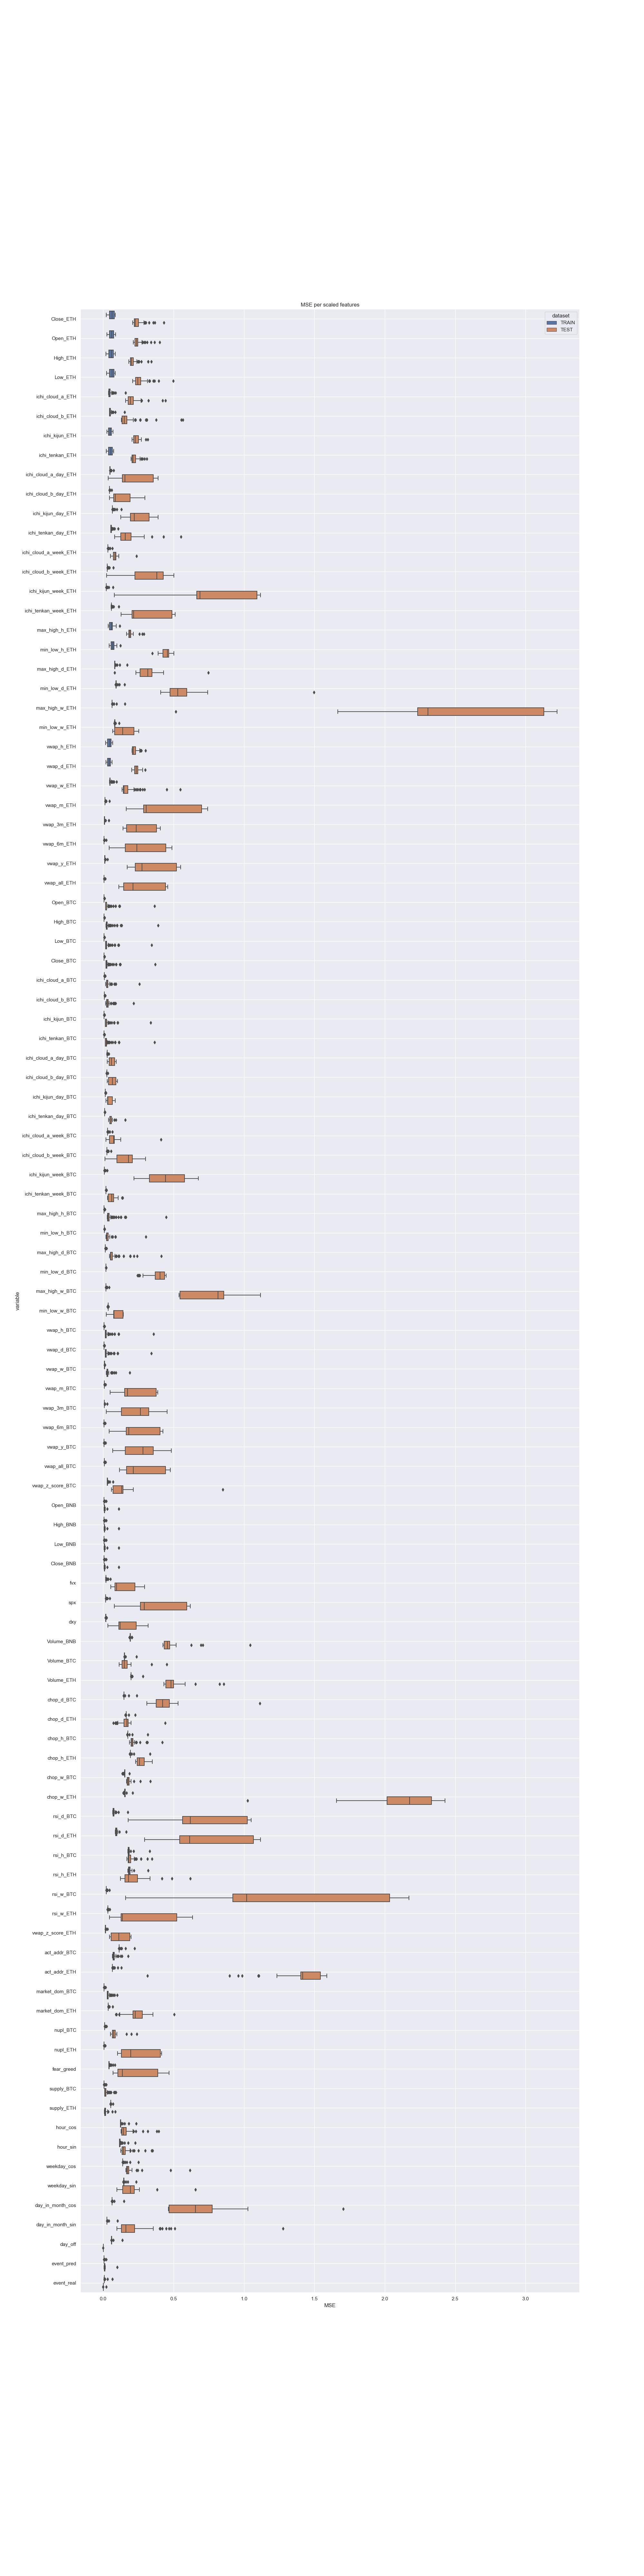 MSE per scaled features
dataset
TRAIN
TEST
Close_ETH
Open_ETH
High_ETH
Low_ETH
ichi_cloud_a_ETH
ichi_cloud_b_ETH
ichi_kijun_ETH
ichi_tenkan_ETH
ichi_cloud_a_day_ETH
ichi_cloud_b_day_ETH
ichi_kijun_day_ETH
ichi_tenkan_day_ETH
ichi_cloud_a_week_ETH
ichi_cloud_b_week_ETH
ichi_kijun_week_ETH
ichi_tenkan_week_ETH
max_high_h_ETH
min_low_h_ETH
max_high_d_ETH
min_low_d_ETH
max_high_w_ETH
min_low_w_ETH
vwap_h_ETH
vwap_d_ETH
vwap_w_ETH
vwap_m_ETH
vwap_3m_ETH
vwap_6m_ETH
vwap_y_ETH
vwap_all_ETH
Open_BTC
High_BTC
Low_BTC
Close_BTC
ichi_cloud_a_BTC
ichi_cloud_b_BTC
ichi_kijun_BTC
ichi_tenkan_BTC
ichi_cloud_a_day_BTC
ichi_cloud_b_day_BTC
ichi_kijun_day_BTC
ichi_tenkan_day_BTC
ichi_cloud_a_week_BTC
ichi_cloud_b_week_BTC
ichi_kijun_week_BTC
ichi_tenkan_week_BTC
max_high_h_BTC
min_low_h_BTC
max_high_d_BTC
min_low_d_BTC
max_high_w_BTC
variable
min_low_w_BTC
vwap_h_BTC
vwap_d_BTC
vwap_w_BTC
vwap_m_BTC
vwap_3m_BTC
vwap_6m_BTC
vwap_y_BTC
vwap_all_BTC
vwap_z_score_BTC
Open_BNB
High_BNB
Low_BNB
Close_BNB
spx
dxy
Volume_BNB
Volume_BTC
Volume_ETH
chop_d_BTC
chop_d_ETH
chop_h_BTC
chop_h_ETH
chop_w_BTC
chop_w_ETH
rsi_d_BTC
rsi_d_ETH
rsi_h_BTC
rsi_h_ETH
rsi_w_BTC
rsi_w_ETH
vwap_z_score_ETH
act_addr_BTC
act_addr_ETH
market_dom_BTC
market_dom_ETH
nupl_BTC
nupl_ETH
fear_greed
supply_BTC
supply_ETH
hour_cos
hour_sin
weekday_cos
weekday_sin
day_in_month_cos
day_in_month_sin
day_off
event_pred
event_real
0.0 0.5 1.0 1.5 2.0 2.5 3.0
MSE